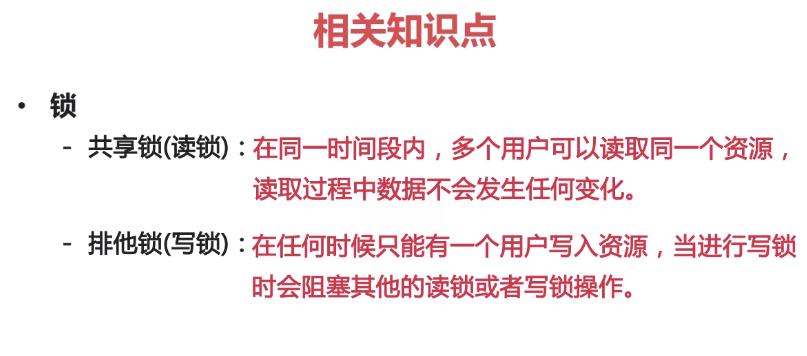 相关知识点
• 锁
- 共享锁(读锁)：在同一时间段内，多个用户可以读取同一个资源，
读取过程中数据不会发生任何变化。
- 排他锁(写锁)：在任何时候只能有一个用户写入资源，当进行写锁
时会阻塞其他的读锁或者写锁操作。